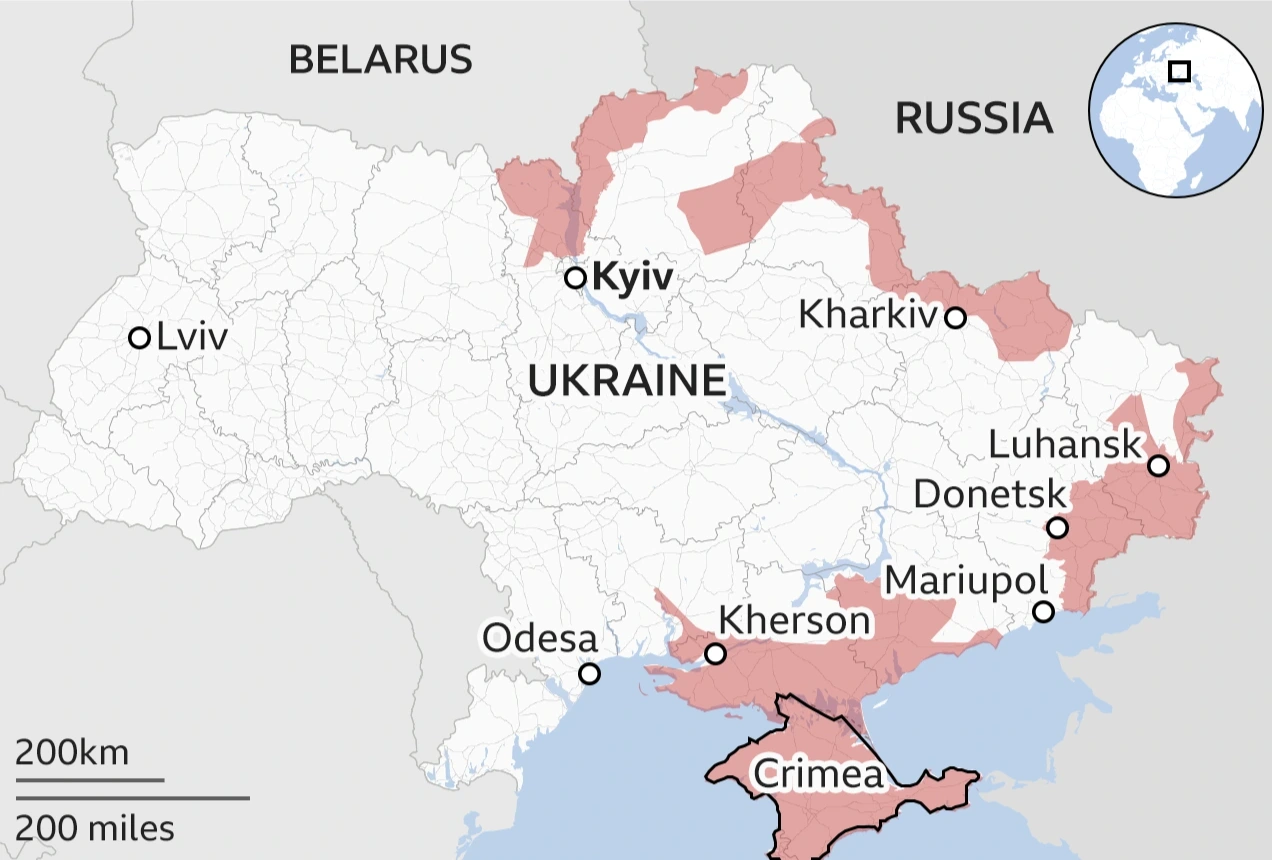 BELARUS
RUSSIA
Kyiv
Kharkiv
Lviv
UKRAINE
Luhansk
Donetsk
Mariupol
Kherson
Odesa
Crimea
200km
200 miles